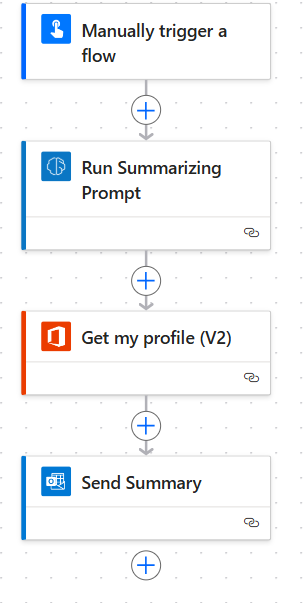 Manually trigger a
flow
Run Summarizing
Prompt
Get my profile (V2)
Send Summary